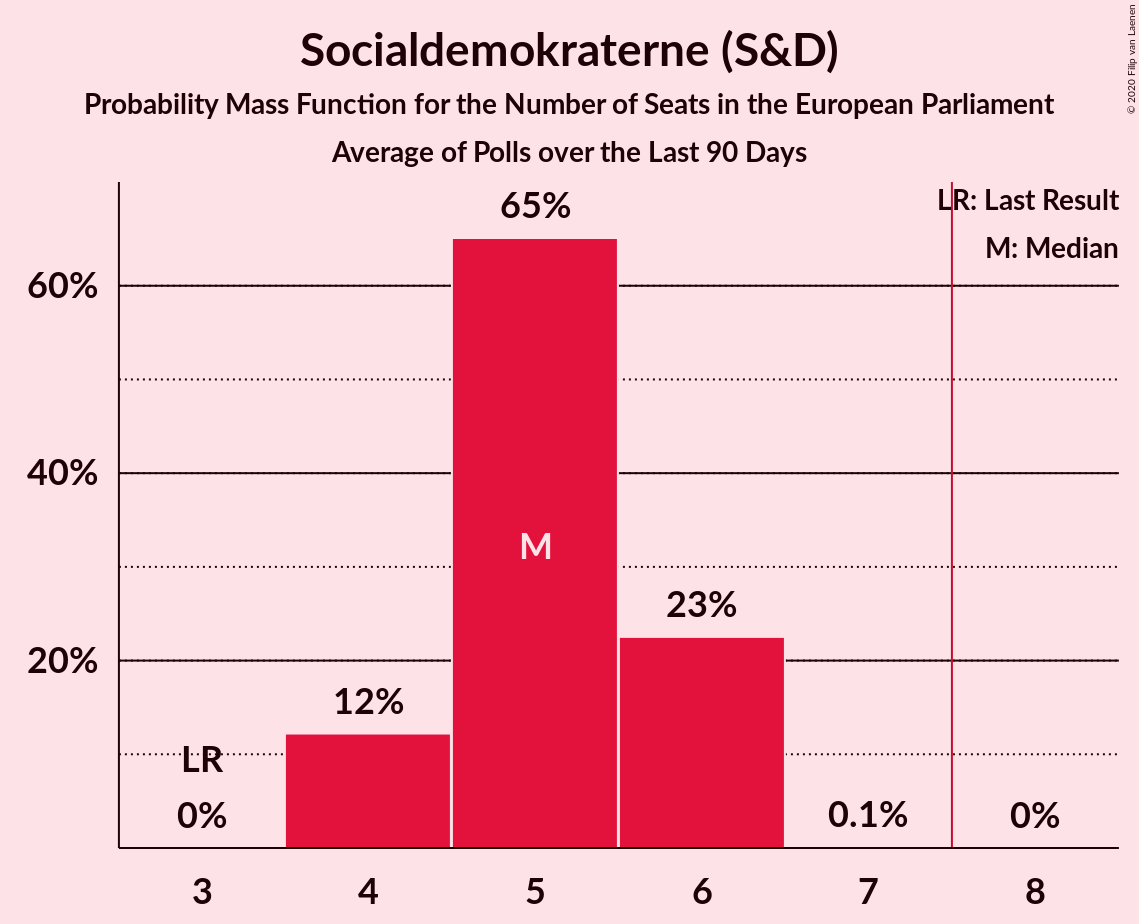 Socialdemokraterne (S&D)
Probability Mass Function for the Number of Seats in the European Parliament
Average of Polls over the Last 90 Days
© 2020 Filip van Laenen
LR: Last Result
M: Median
65%
60%
40%
M
23%
20%
12%
LR
0%
0.1%
0%
3 4 5 6 7 8